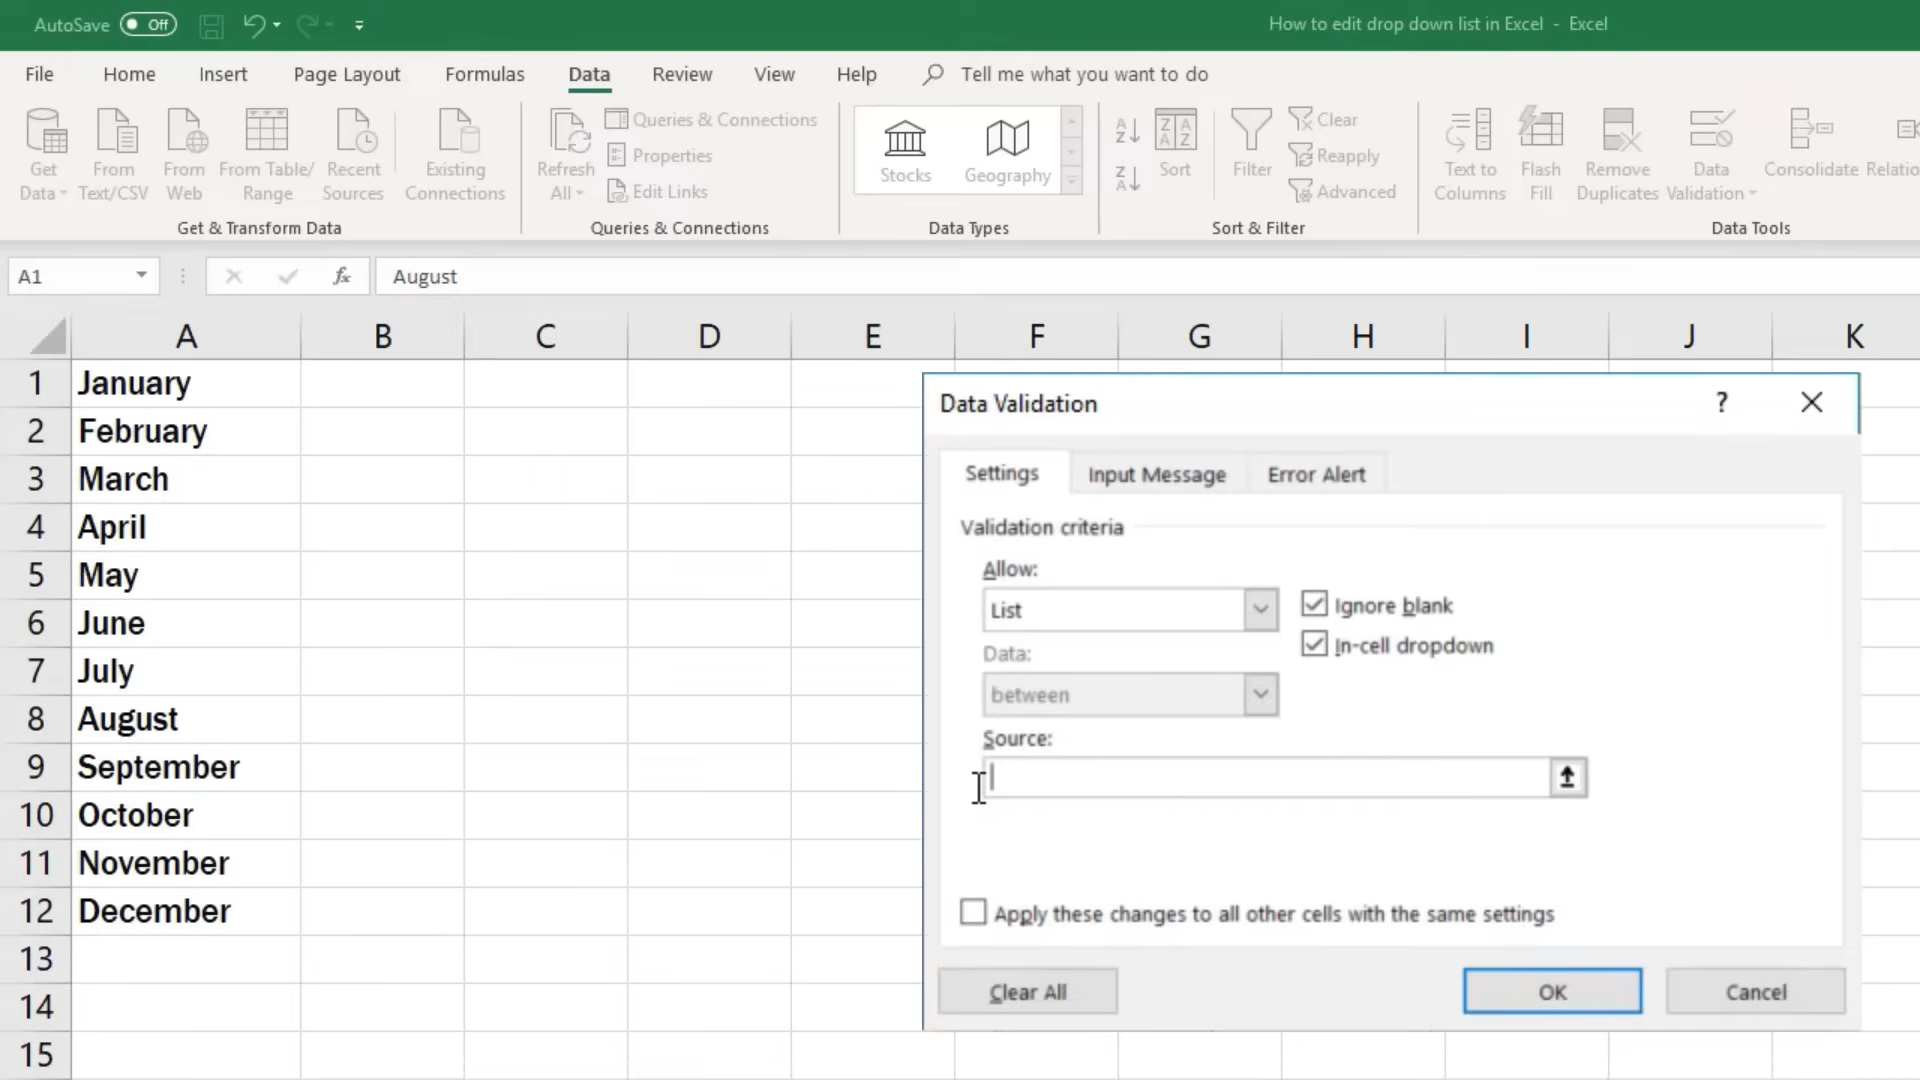 AutoSave Off
How to edit drop down list in Excel - Excel
File Home Insert Page Layout Formulas Data Review View Help Tell me what you want to do
Get Data
From Text/CSV
From Web
From Table/ Range
Recent Sources
Existing Connections
Get & Transform Data
Refresh All
Queries & Connections
Properties
Edit Links
Queries & Connections
Stocks
Geography
Data Types
Sort
Filter
Clear
Reapply
Advanced
Sort & Filter
Text to Columns
Flash Fill
Remove Duplicates
Data Validation
Consolidate
Relatio
Data Tools
A1 fx August
A B C D E F G H I J K
1 January
2 February
3 March
4 April
5 May
6 June
7 July
8 August
9 September
10 October
11 November
12 December
13
14
15
Data Validation ?
Settings Input Message Error Alert
Validation criteria
Allow:
List
Ignore blank
In-cell dropdown
Data:
between
Source:
Apply these changes to all other cells with the same settings
Clear All OK Cancel